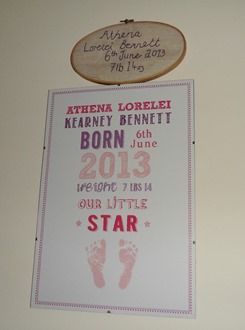 Athena
Lorelei Bennett
6th June 2013
7lb 14oz
ATHENA LORELEI
KEARNEY BENNETT
BORN 6th June
2013
WEIGHT 7 LBS 14
OUR LITTLE
STAR